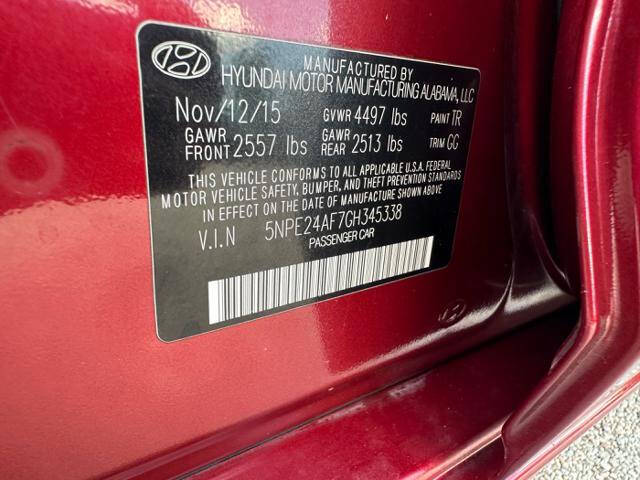 MANUFACTURED BY
HYUNDAI MOTOR MANUFACTURING ALABAMA, LLC
Nov/12/15 GVWR 4497 lbs PAINT TR
GAWR FRONT 2557 lbs GAWR REAR 2513 lbs TRIM GC
THIS VEHICLE CONFORMS TO ALL APPLICABLE U.S.A. FEDERAL
MOTOR VEHICLE SAFETY, BUMPER, AND THEFT PREVENTION STANDARDS
IN EFFECT ON THE DATE OF MANUFACTURE SHOWN ABOVE.
V.I.N 5NPE24AF7GH345338
PASSENGER CAR